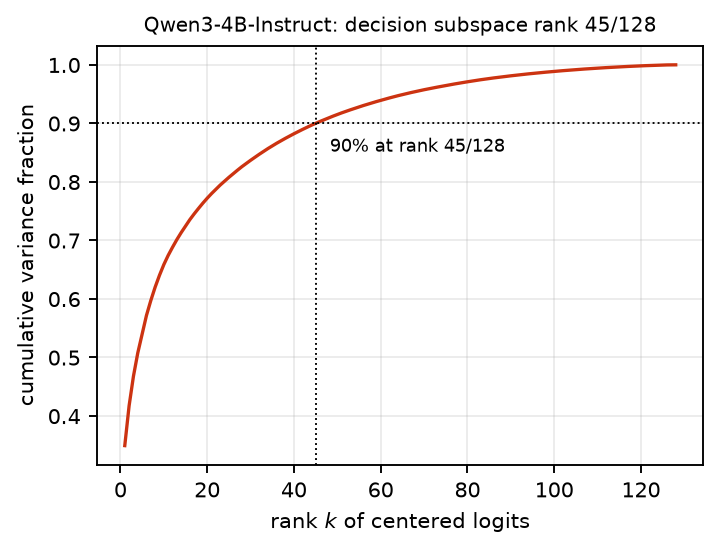 Qwen3-4B-Instruct: decision subspace rank 45/128
cumulative variance fraction
1.0
0.9
0.8
0.7
0.6
0.5
0.4
90% at rank 45/128
0 20 40 60 80 100 120
rank k of centered logits